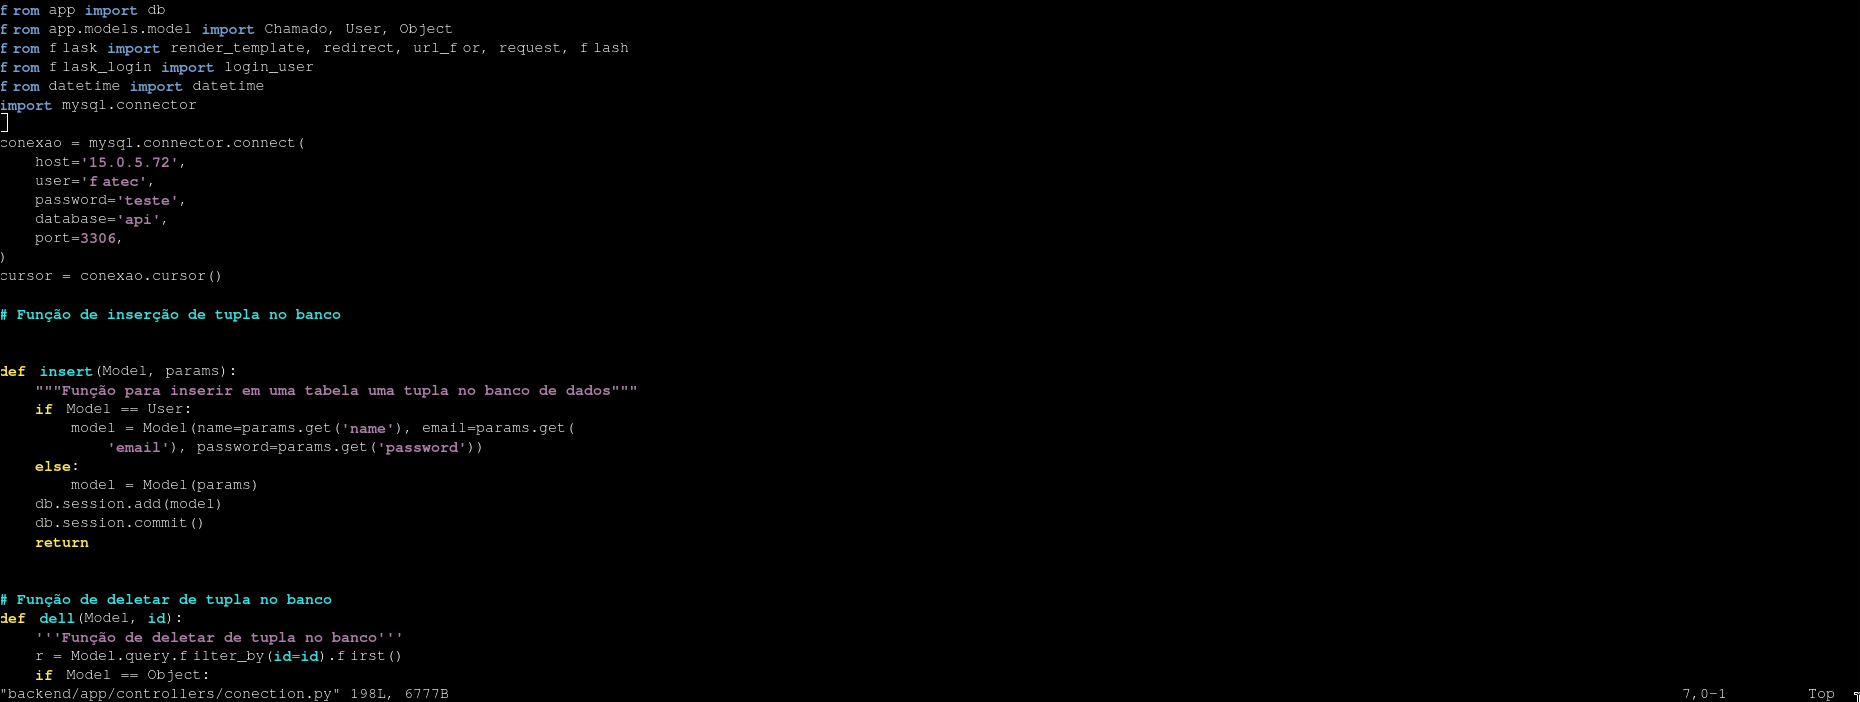 from app import db
from app.models.model import Chamado, User, Object
from flask import render_template, redirect, url_for, request, flash
from flask_login import login_user
from datetime import datetime
import mysql.connector
conexao = mysql.connector.connect(
    host='15.0.5.72',
    user='fatec',
    password='teste',
    database='api',
    port=3306,
)
cursor = conexao.cursor()
# Função de inserção de tupla no banco
def insert(Model, params):
    """Função para inserir em uma tabela uma tupla no banco de dados"""
    if Model == User:
        model = Model(name=params.get('name'), email=params.get(
            'email'), password=params.get('password'))
    else:
        model = Model(params)
    db.session.add(model)
    db.session.commit()
    return
# Função de deletar de tupla no banco
def dell(Model, id):
    '''Função de deletar de tupla no banco'''
    r = Model.query.filter_by(id=id).first()
    if Model == Object:
"backend/app/controllers/conection.py" 198L, 6777B 7,0-1 Top